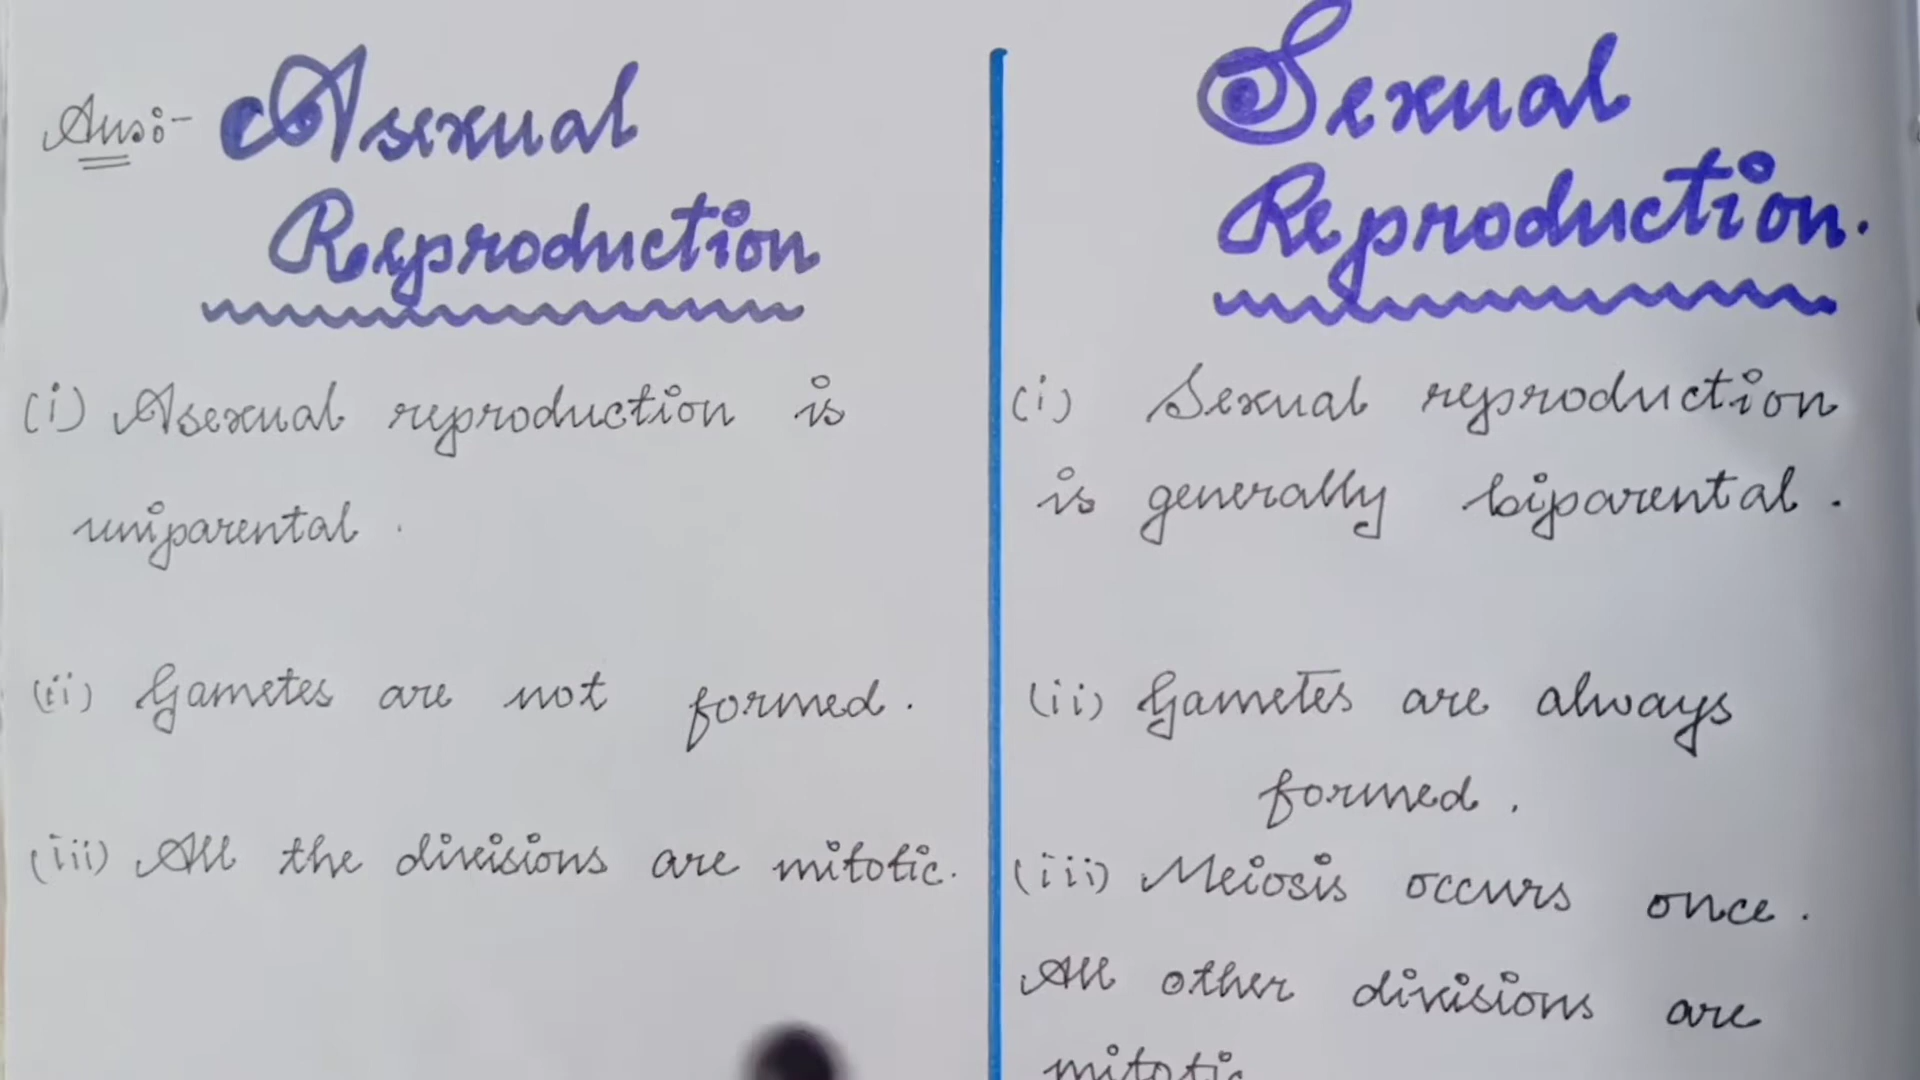 Ans:- Asexual
Reproduction
(i) Asexual reproduction is
uniparental.
(ii) Gametes are not formed.
(iii) All the divisions are mitotic.
Sexual
Reproduction.
(i) Sexual reproduction
is generally biparental.
(ii) Gametes are always
formed.
(iii) Meiosis occurs once.
All other divisions are
mitotic